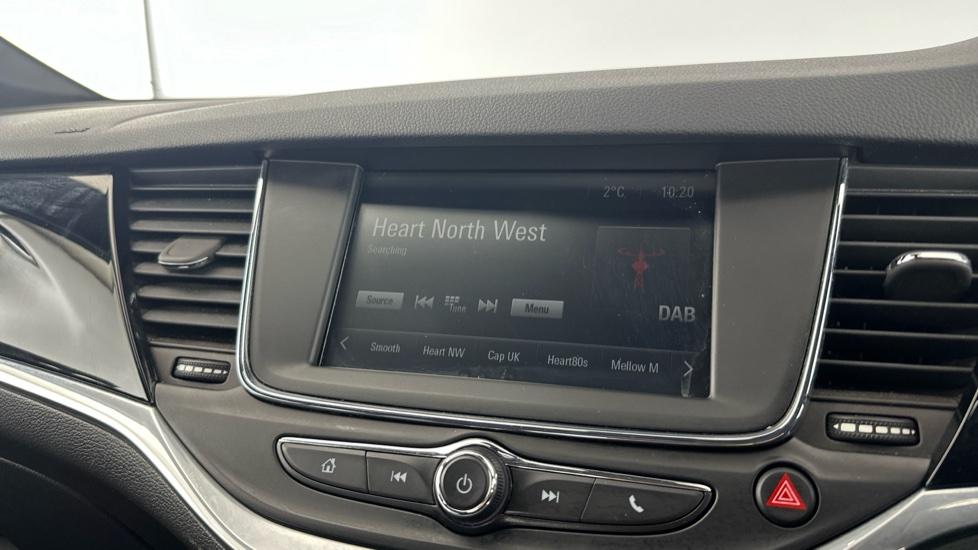 2°C 10:20
Heart North West
Searching
Source Tune Menu
DAB
Smooth Heart NW Cap UK Heart80s Mellow M